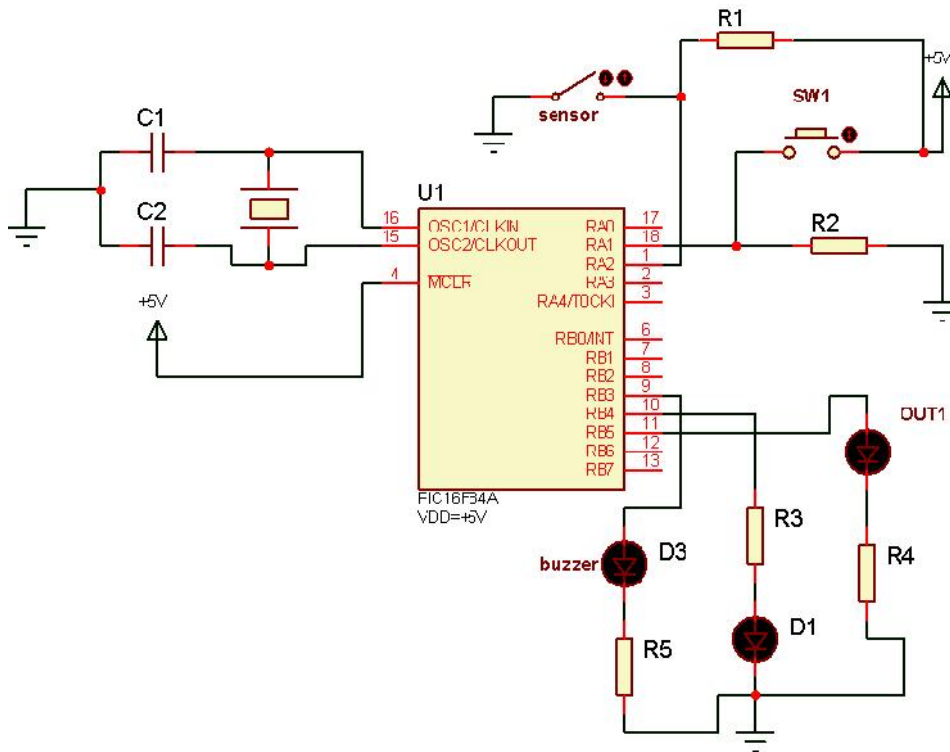 R1
+5V
sensor
SW1
C1
C2
U1
16
15
4
OSC1/CLKIN
OSC2/CLKOUT
MCLR
+5V
RA0
RA1
RA2
RA3
RA4/T0CKI
17
18
1
2
3
R2
RB0/INT
RB1
RB2
RB3
RB4
RB5
RB6
RB7
6
7
8
9
10
11
12
13
PIC16F84A
VDD=+5V
OUT1
R3
R4
buzzer
D3
D1
R5